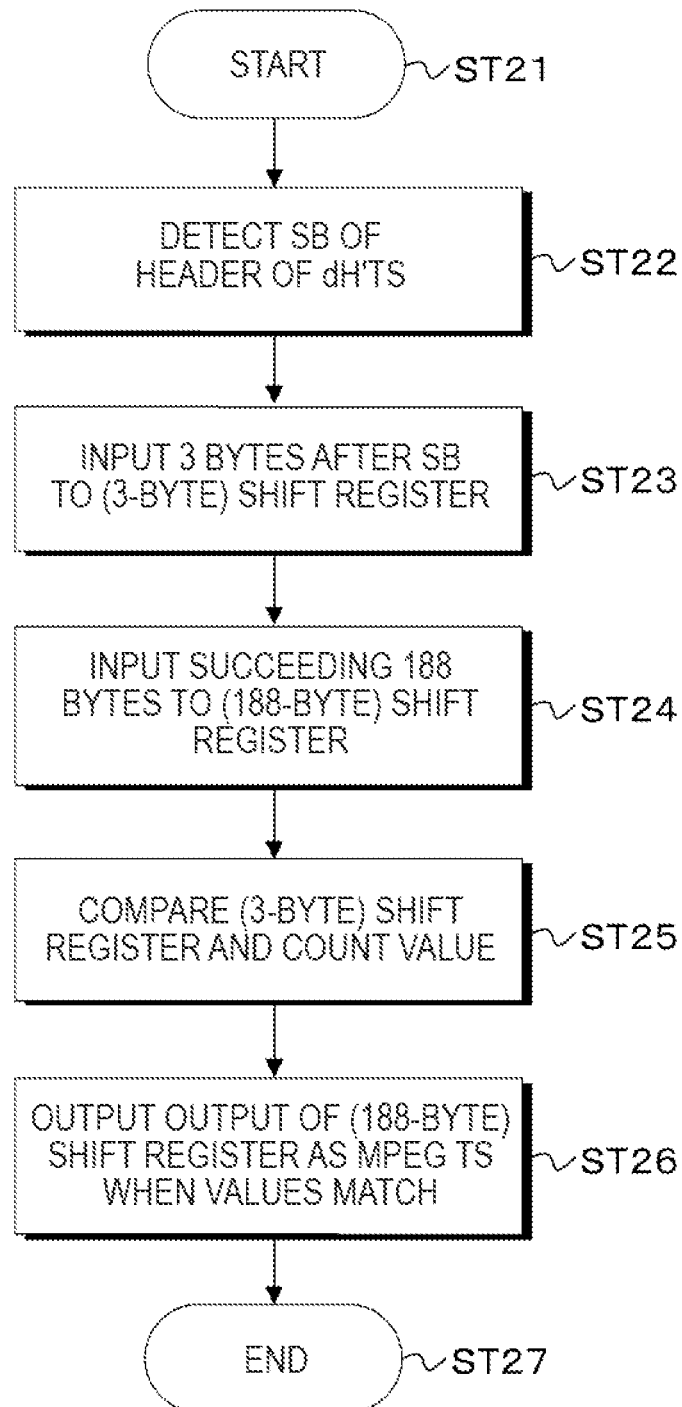 START
ST21
DETECT SB OF
HEADER OF dH'TS
ST22
INPUT 3 BYTES AFTER SB
TO (3-BYTE) SHIFT REGISTER
ST23
INPUT SUCCEEDING 188
BYTES TO (188-BYTE) SHIFT
REGISTER
ST24
COMPARE (3-BYTE) SHIFT
REGISTER AND COUNT VALUE
ST25
OUTPUT OUTPUT OF (188-BYTE)
SHIFT REGISTER AS MPEG TS
WHEN VALUES MATCH
ST26
END
ST27